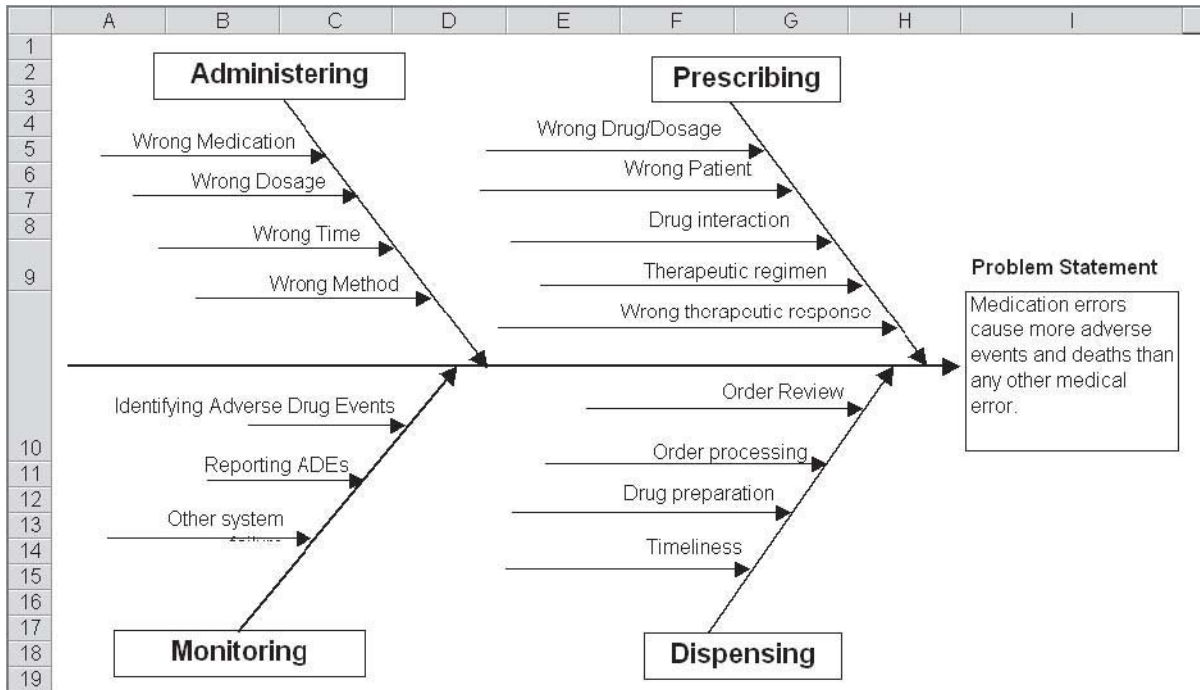 A B C D E F G H I
1
2
3
4
5
6
7
8
9
10
11
12
13
14
15
16
17
18
19
Administering
Wrong Medication
Wrong Dosage
Wrong Time
Wrong Method
Prescribing
Wrong Drug/Dosage
Wrong Patient
Drug interaction
Therapeutic regimen
Wrong therapeutic response
Problem Statement
Medication errors
cause more adverse
events and deaths than
any other medical
error.
Identifying Adverse Drug Events
Reporting ADEs
Other system
Monitoring
Order Review
Order processing
Drug preparation
Timeliness
Dispensing